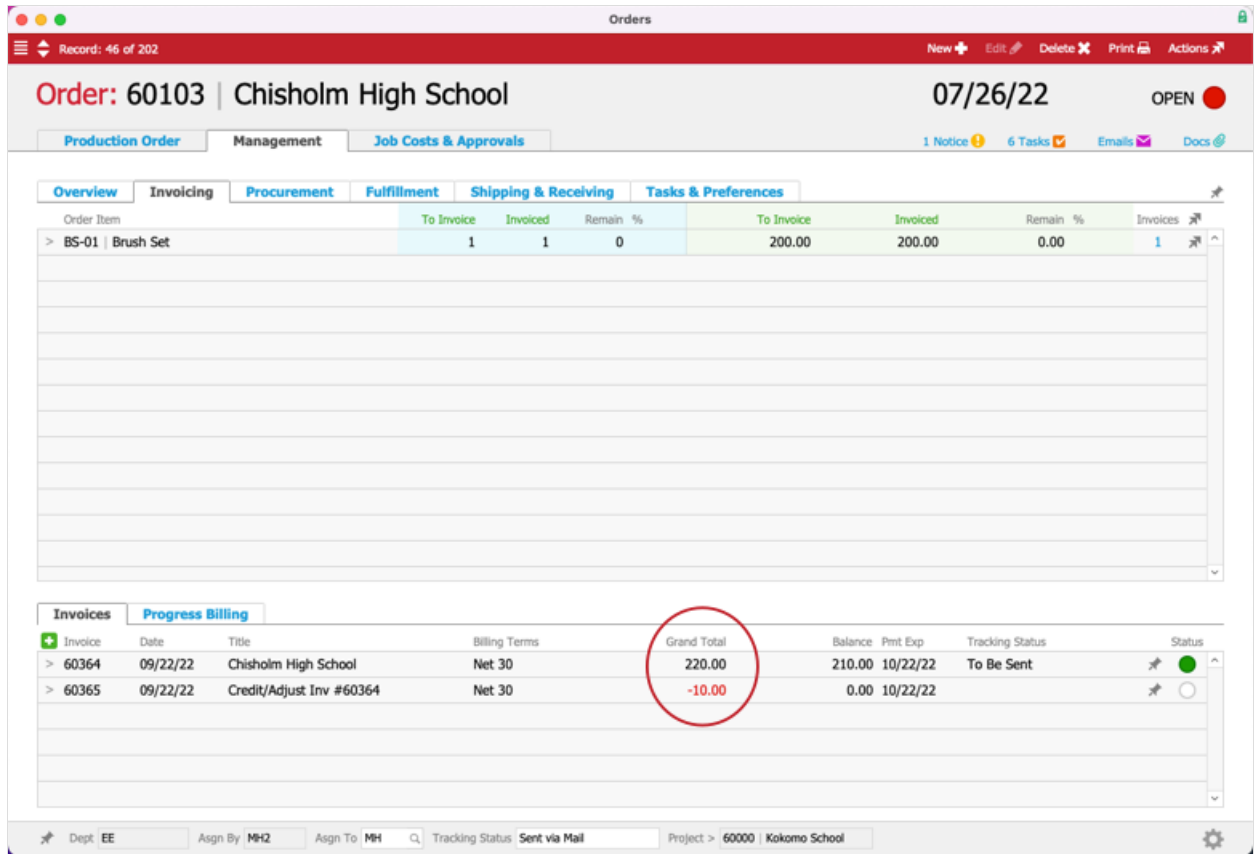 Orders
Record: 46 of 202 New Edit Delete Print Actions
Order: 60103 | Chisholm High School 07/26/22 OPEN
Production Order Management Job Costs & Approvals 1 Notice 6 Tasks Emails Docs
Overview Invoicing Procurement Fulfillment Shipping & Receiving Tasks & Preferences
Order Item To Invoice Invoiced Remain % To Invoice Invoiced Remain % Invoices
> BS-01 | Brush Set 1 1 0 200.00 200.00 0.00 1
Invoices Progress Billing
Invoice Date Title Billing Terms Grand Total Balance Pmt Exp Tracking Status Status
> 60364 09/22/22 Chisholm High School Net 30 220.00 210.00 10/22/22 To Be Sent
> 60365 09/22/22 Credit/Adjust Inv #60364 Net 30 -10.00 0.00 10/22/22
Dept EE Asgn By MH2 Asgn To MH Tracking Status Sent via Mail Project > 60000 | Kokomo School